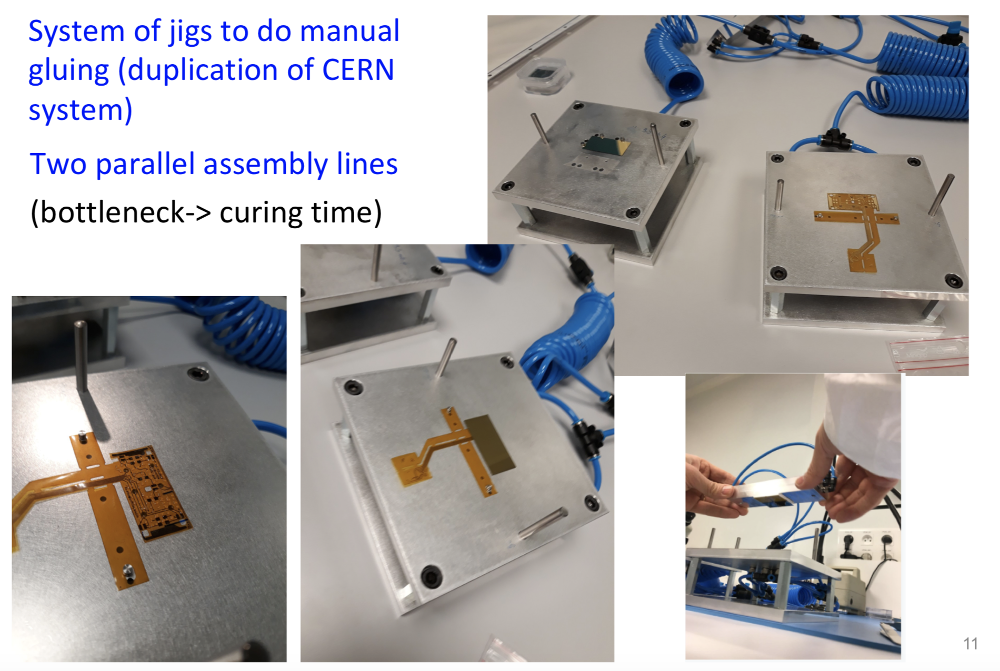 System of jigs to do manual
gluing (duplication of CERN
system)
Two parallel assembly lines
(bottleneck-> curing time)
11